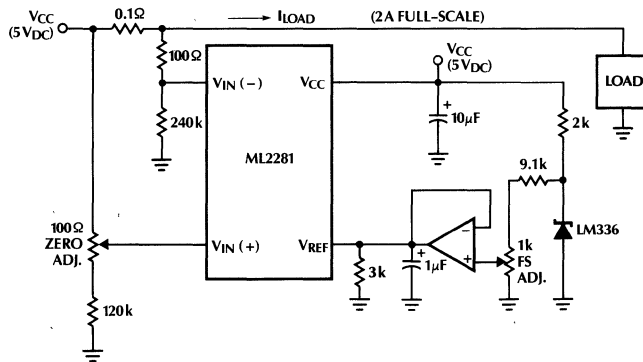 VCC
(5VDC)
0.1Ω
ILOAD
(2A FULL–SCALE)
100Ω
240k
VIN (–)
VCC
ML2281
VIN (+)
VREF
VCC
(5VDC)
+
10µF
LOAD
2k
9.1k
LM336
–
+
1k
FS
ADJ.
+
1µF
3k
100Ω
ZERO
ADJ.
120k